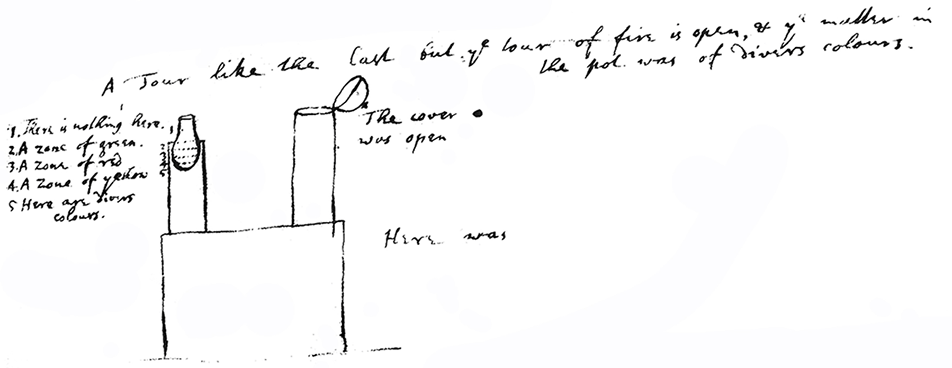 A Tour like the last but yᵉ tour of fire is open, & yᵉ matter in
the pot was of divers colours.
1. There is nothing here.
2. A zone of green.
3. A zone of red
4. A zone of yellow
5 Here are divers
colours.
1
2
3
4
5
The cover
was open
Here was